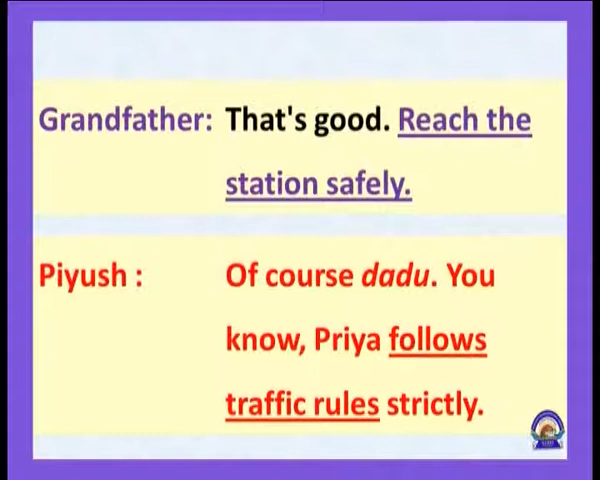 Grandfather: That's good. Reach the
station safely.
Piyush : Of course dadu. You
know, Priya follows
traffic rules strictly.